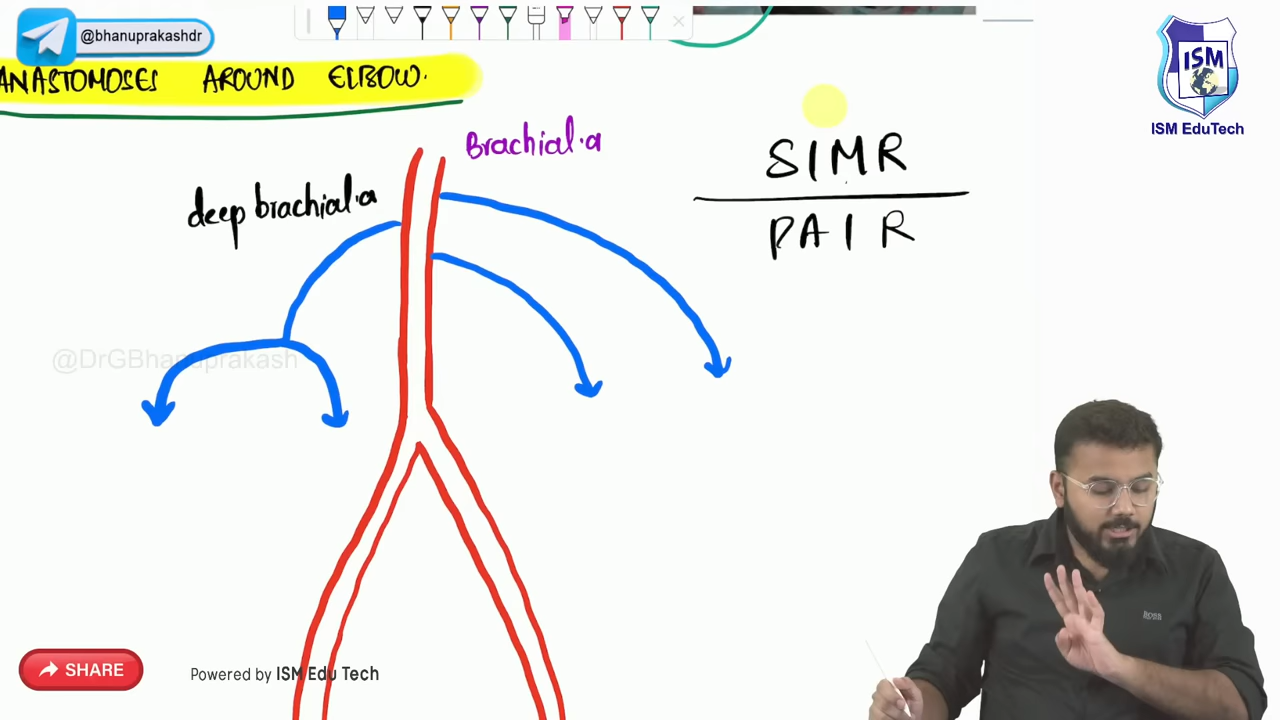 @bhanuprakashdr
ANASTOMOSES AROUND ELBOW.
Brachial.a
deep brachial.a
SIMR
PAIR
@DrGBhanuprakash
ISM
ISM EduTech
BOSS
SHARE
Powered by ISM Edu Tech